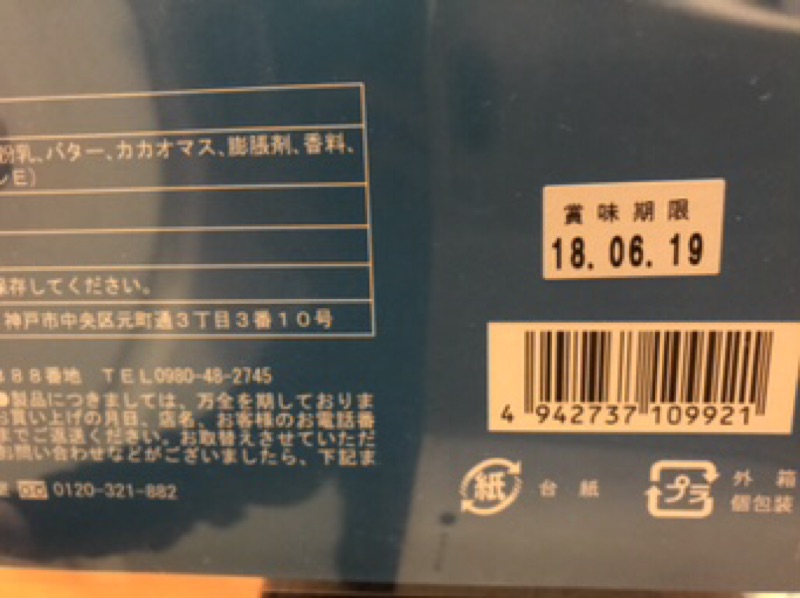 粉乳、バター、カカオマス、膨脹剤、香料、
E)
保存してください。
神戸市中央区元町通3丁目3番10号
488番地 TEL0980-48-2745
●製品につきましては、万全を期しておりま
お買い上げの月日、店名、お客様のお電話番
までご返送ください。お取替えさせていただ
お問い合わせなどがございましたら、下記ま
0120-321-882
賞味期限
18.06.19
4 942737 109921
紙 台紙
プラ 外箱
個包装